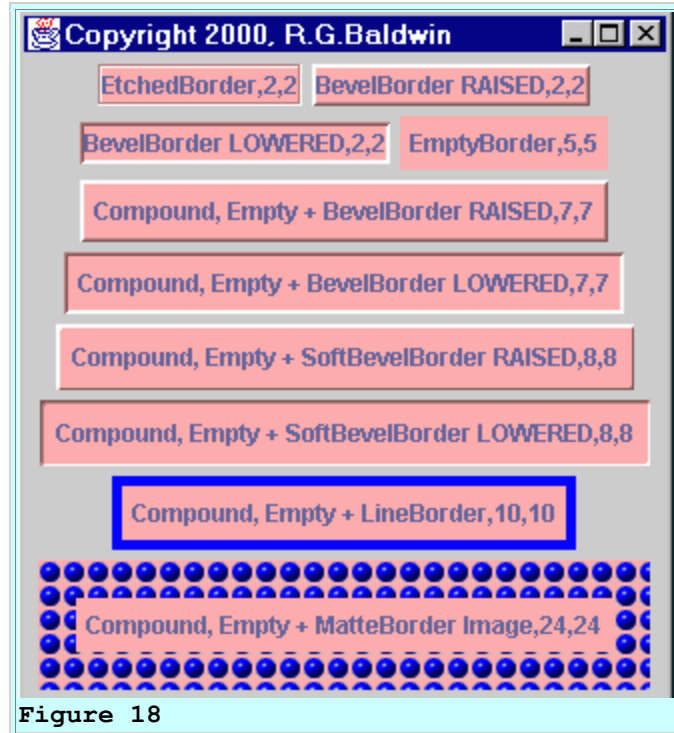 Copyright 2000, R.G.Baldwin
EtchedBorder,2,2 BevelBorder RAISED,2,2
BevelBorder LOWERED,2,2 EmptyBorder,5,5
Compound, Empty + BevelBorder RAISED,7,7
Compound, Empty + BevelBorder LOWERED,7,7
Compound, Empty + SoftBevelBorder RAISED,8,8
Compound, Empty + SoftBevelBorder LOWERED,8,8
Compound, Empty + LineBorder,10,10
Compound, Empty + MatteBorder Image,24,24
Figure 18